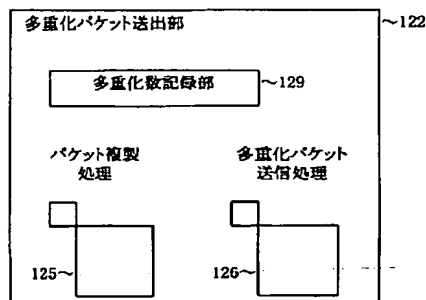 多重化パケット送出部
~122
多重化数記録部
~129
パケット複製
処理
多重化パケット
送信処理
125~
126~